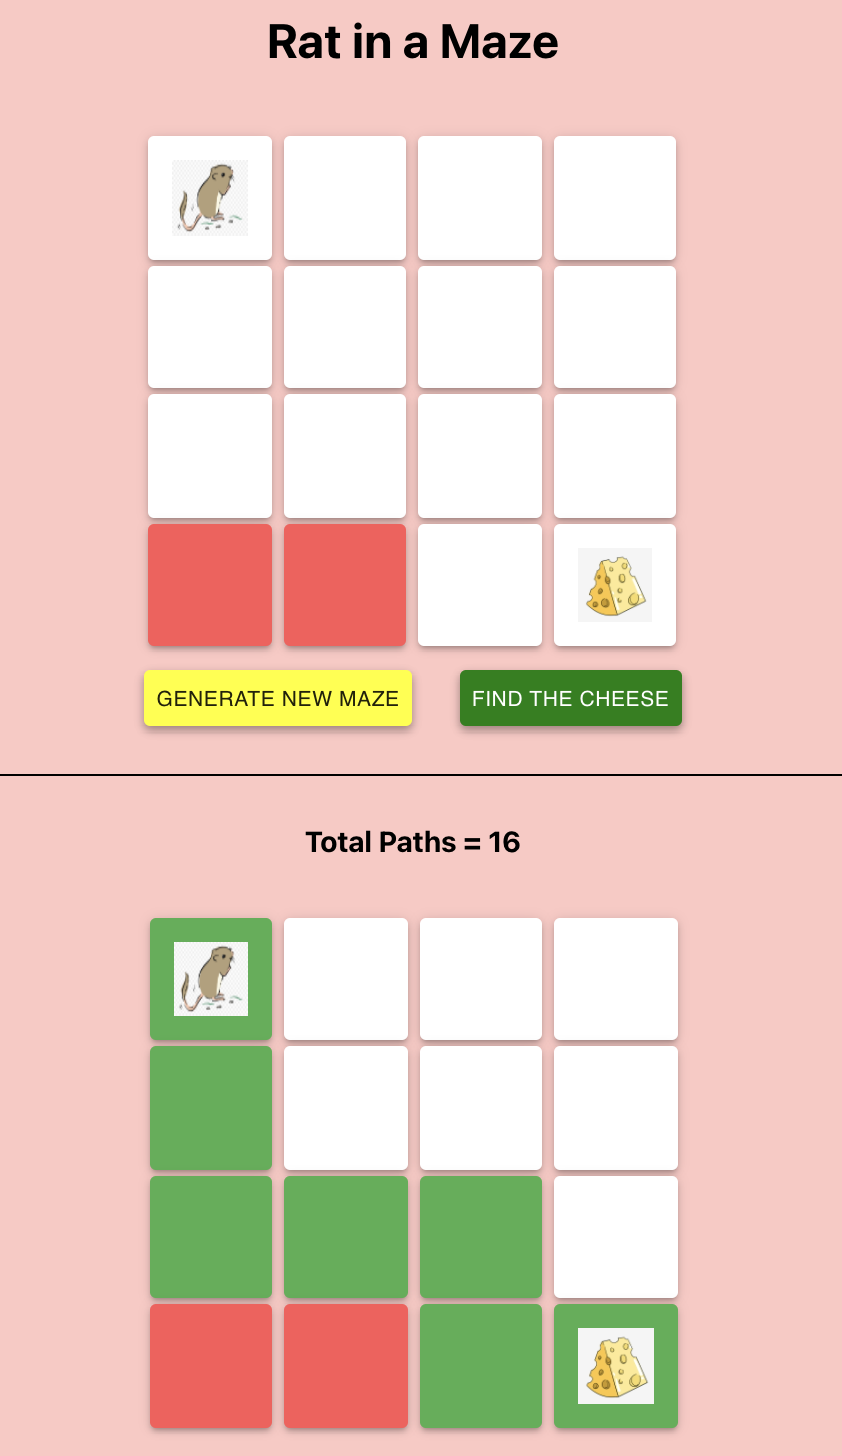 Rat in a Maze
GENERATE NEW MAZE
FIND THE CHEESE
Total Paths = 16